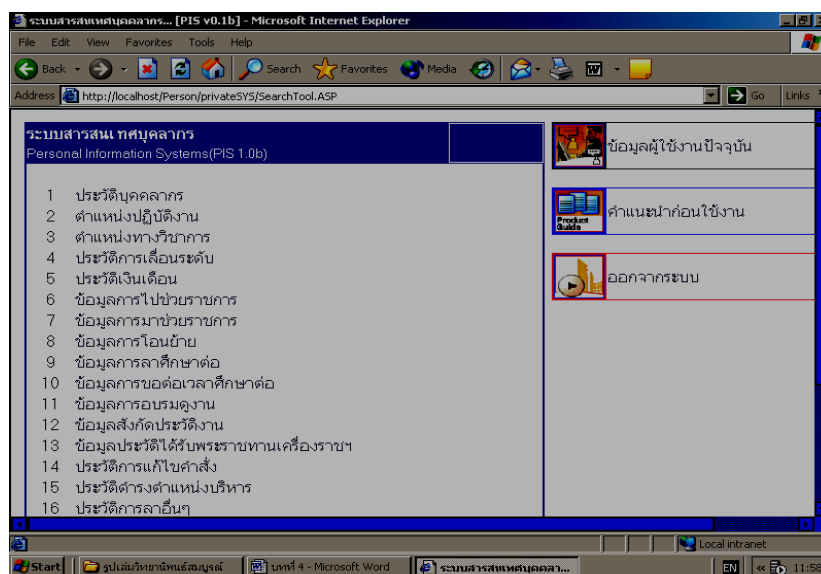 ระบบสารสนเทศบุคคลากร... [PIS v0.1b] - Microsoft Internet Explorer
File Edit View Favorites Tools Help
Back Search Favorites Media
Address http://localhost/Person/privateSYS/SearchTool.ASP Go Links
ระบบสารสนเทศบุคลากร
Personal Information Systems(PIS 1.0b)
1 ประวัติบุคคลากร
2 ตำแหน่งปฏิบัติงาน
3 ตำแหน่งทางวิชาการ
4 ประวัติการเลื่อนระดับ
5 ประวัติเงินเดือน
6 ข้อมูลการไปช่วยราชการ
7 ข้อมูลการมาช่วยราชการ
8 ข้อมูลการโอนย้าย
9 ข้อมูลการลาศึกษาต่อ
10 ข้อมูลการขอต่อเวลาศึกษาต่อ
11 ข้อมูลการอบรมดูงาน
12 ข้อมูลสังกัดประวัติงาน
13 ข้อมูลประวัติได้รับพระราชทานเครื่องราชฯ
14 ประวัติการแก้ไขคำสั่ง
15 ประวัติดำรงตำแหน่งบริหาร
16 ประวัติการลาอื่นๆ
ข้อมูลผู้ใช้งานปัจจุบัน
Product Guide
คำแนะนำก่อนใช้งาน
ออกจากระบบ
Local intranet
Start รูปเล่มวิทยานิพนธ์สมบูรณ์ บทที่ 4 - Microsoft Word ระบบสารสนเทศบุคคลา... EN 11:58